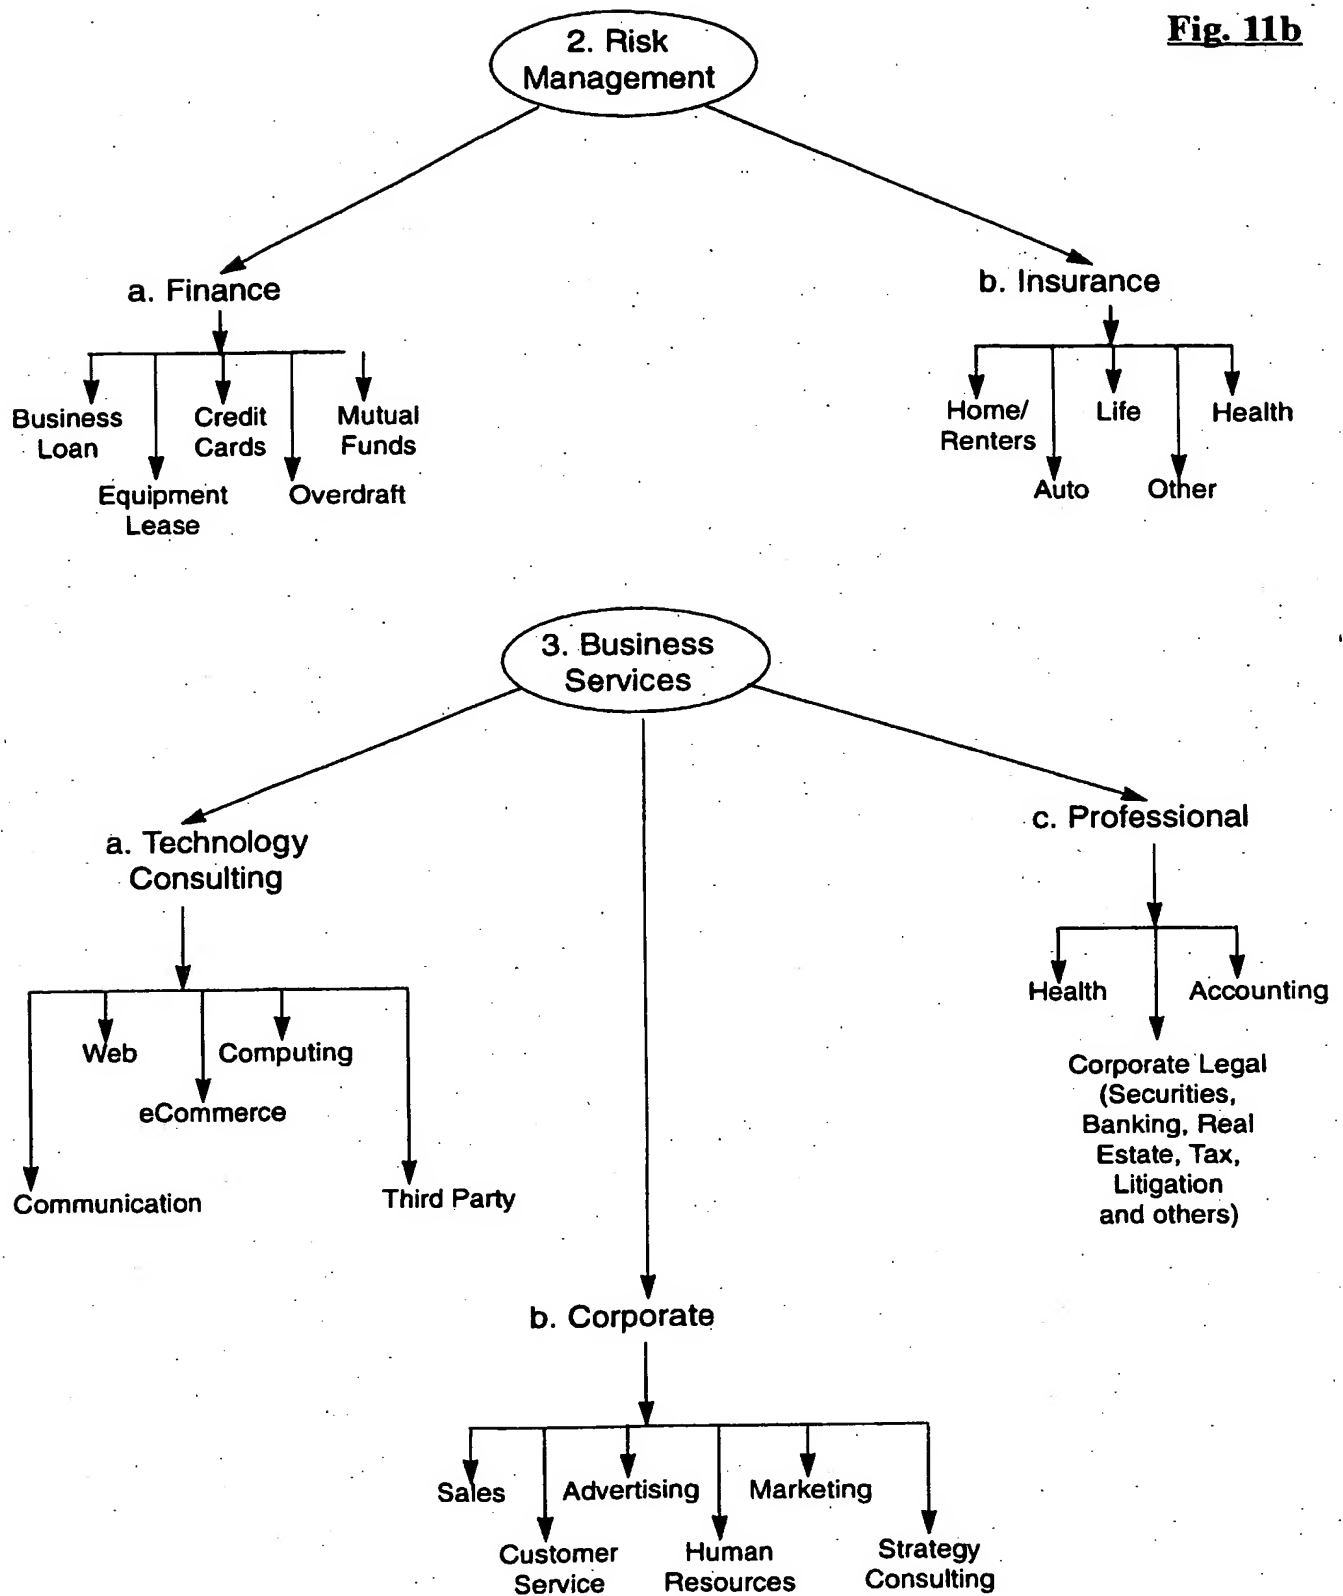 Fig. 11b
2. Risk
Management
a. Finance
b. Insurance
Business
Loan
Credit
Cards
Mutual
Funds
Equipment
Lease
Overdraft
Home/
Renters
Life
Health
Auto
Other
3. Business
Services
a. Technology
Consulting
c. Professional
Web
Computing
eCommerce
Communication
Third Party
Health
Accounting
Corporate Legal
(Securities,
Banking, Real
Estate, Tax,
Litigation
and others)
b. Corporate
Sales
Advertising
Marketing
Customer
Service
Human
Resources
Strategy
Consulting